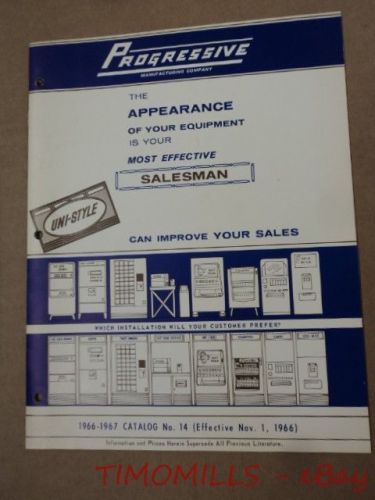 PROGRESSIVE
MANUFACTURING COMPANY
THE
APPEARANCE
OF YOUR EQUIPMENT
IS YOUR
MOST EFFECTIVE
SALESMAN
UNI-STYLE
CAN IMPROVE YOUR SALES
WHICH INSTALLATION WILL YOUR CUSTOMER PREFER?
1966-1967 CATALOG No. 14 (Effective Nov. 1, 1966)
Information and Prices Herein Supersede All Previous Literature.
TIMOMILLS - eBay